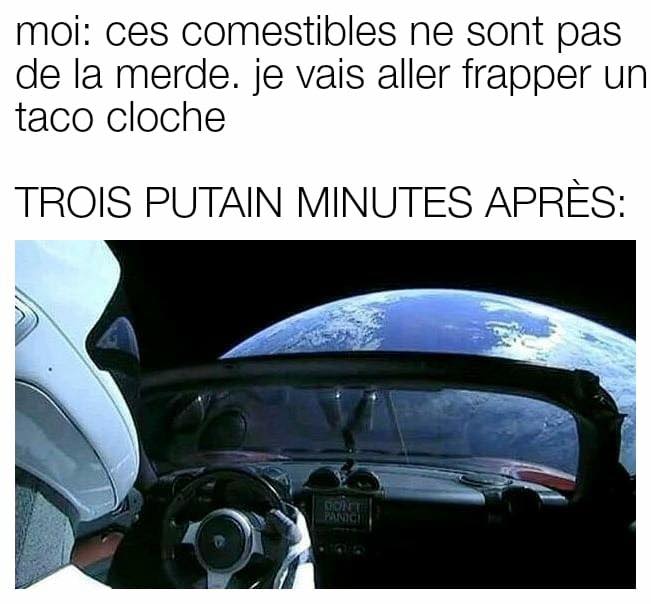 moi: ces comestibles ne sont pas
de la merde. je vais aller frapper un
taco cloche
TROIS PUTAIN MINUTES APRÈS:
DON'T
PANIC!